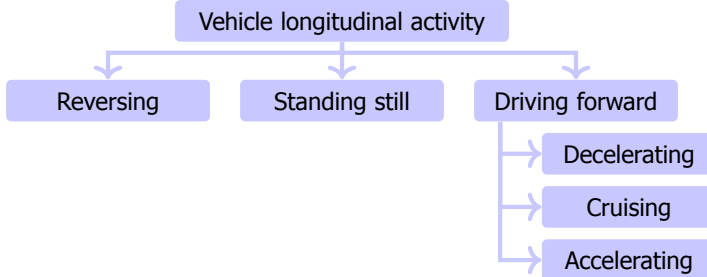 Vehicle longitudinal activity
Reversing
Standing still
Driving forward
Decelerating
Cruising
Accelerating